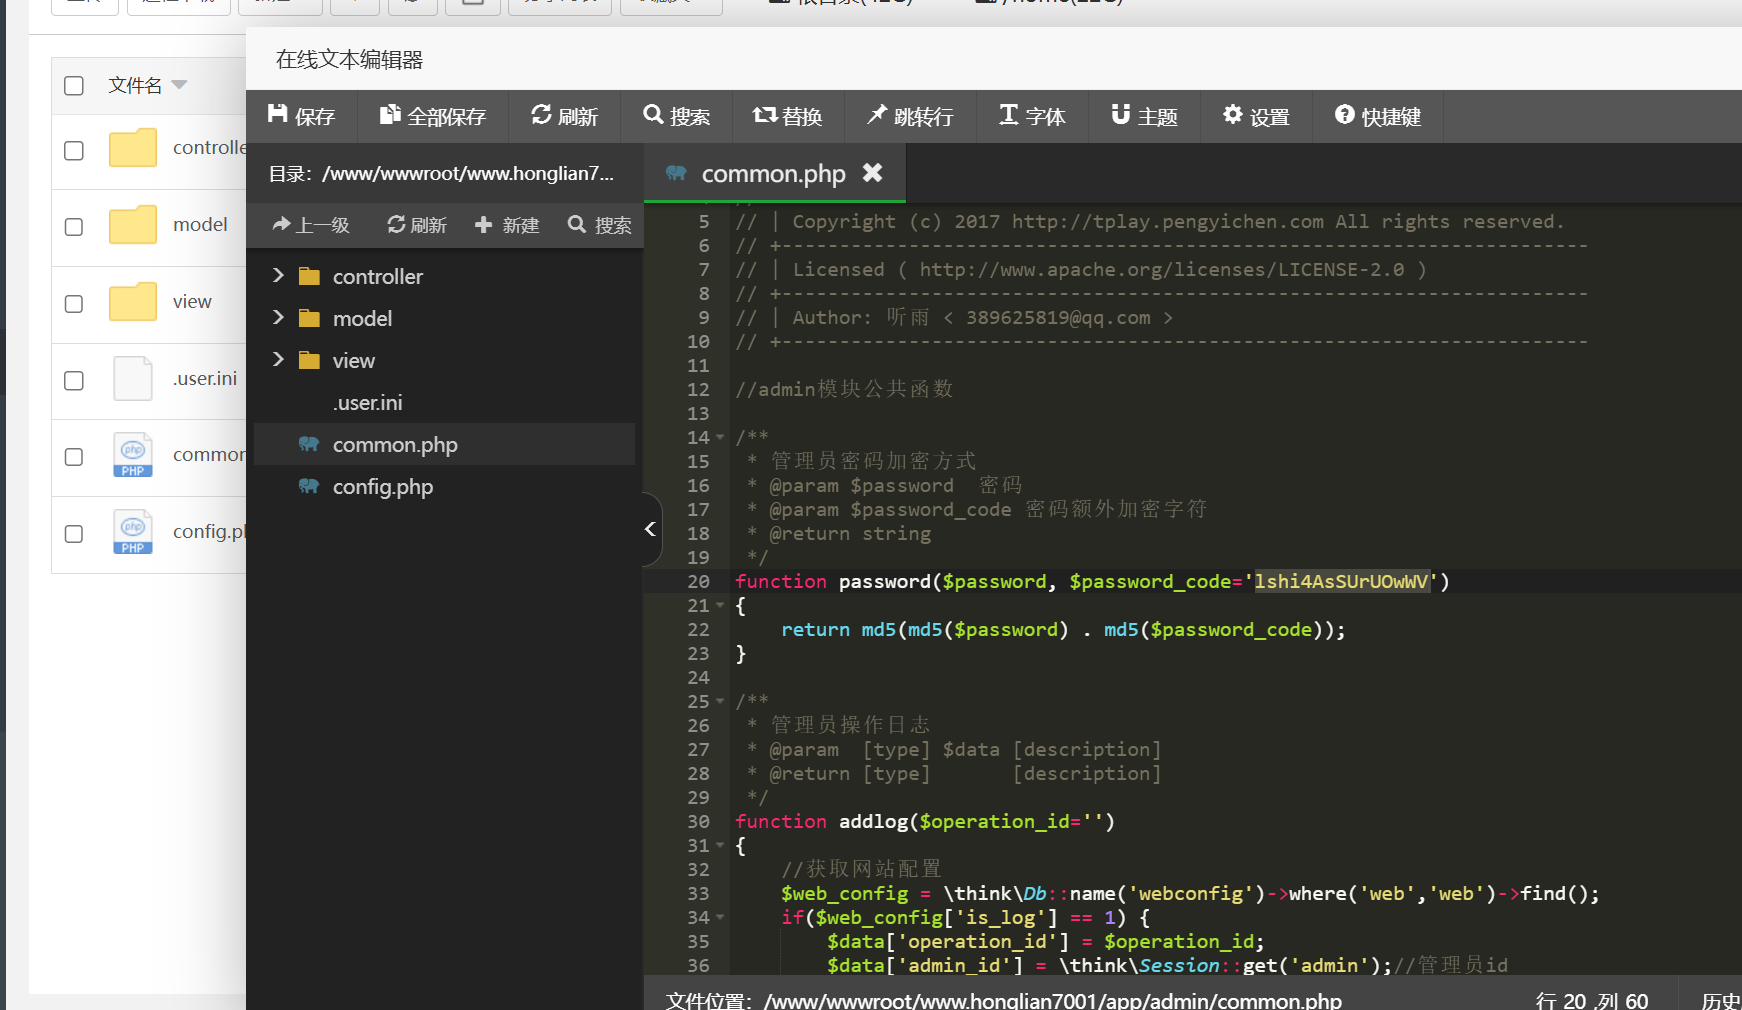 在线文本编辑器
文件名
保存 全部保存 刷新 搜索 替换 跳转行 字体 主题 设置 快捷键
目录: /www/wwwroot/www.honglian7...
common.php
上一级 刷新 新建 搜索
controlle
model
view
.user.ini
common
config.p
controller
model
view
.user.ini
common.php
config.php
5 // | Copyright (c) 2017 http://tplay.pengyichen.com All rights reserved.
6 // +----------------------------------------------------------------------
7 // | Licensed ( http://www.apache.org/licenses/LICENSE-2.0 )
8 // +----------------------------------------------------------------------
9 // | Author: 听雨 < 389625819@qq.com >
10 // +----------------------------------------------------------------------
11
12 //admin模块公共函数
13
14 /**
15  * 管理员密码加密方式
16  * @param $password  密码
17  * @param $password_code 密码额外加密字符
18  * @return string
19  */
20 function password($password, $password_code='lshi4AsSUrUOwWV')
21 {
22     return md5(md5($password) . md5($password_code));
23 }
24
25 /**
26  * 管理员操作日志
27  * @param  [type] $data [description]
28  * @return [type]       [description]
29  */
30 function addlog($operation_id='')
31 {
32     //获取网站配置
33     $web_config = \think\Db::name('webconfig')->where('web','web')->find();
34     if($web_config['is_log'] == 1) {
35         $data['operation_id'] = $operation_id;
36         $data['admin_id'] = \think\Session::get('admin');//管理员id
文件位置: /www/wwwroot/www.honglian7001/app/admin/common.php 行 20 ,列 60 历史